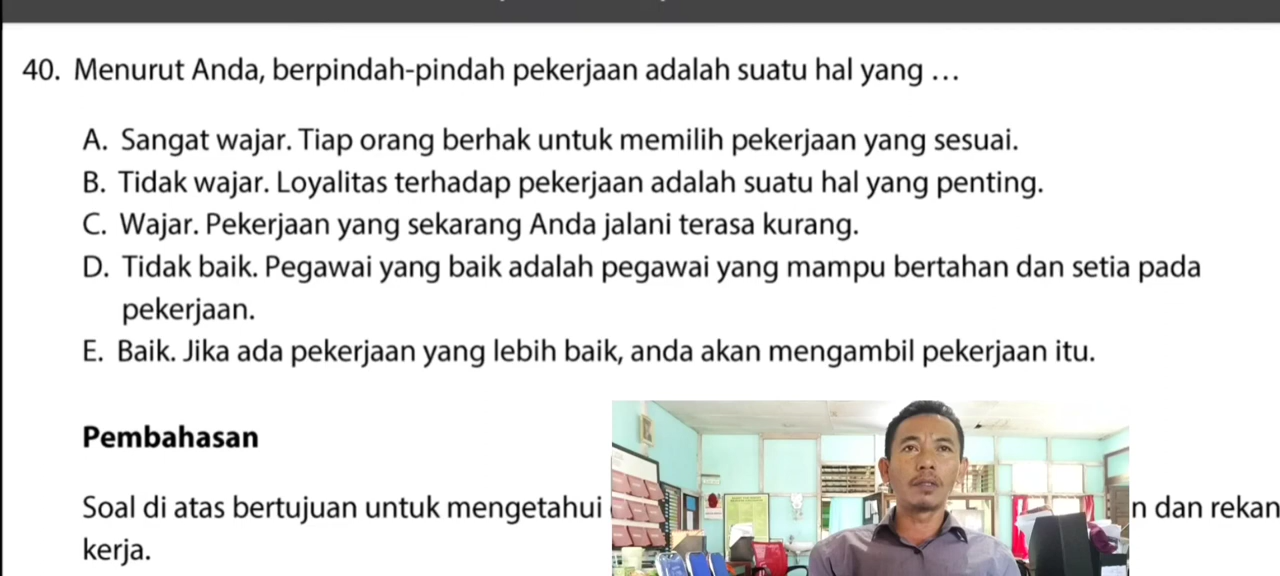 40. Menurut Anda, berpindah-pindah pekerjaan adalah suatu hal yang …
A. Sangat wajar. Tiap orang berhak untuk memilih pekerjaan yang sesuai.
B. Tidak wajar. Loyalitas terhadap pekerjaan adalah suatu hal yang penting.
C. Wajar. Pekerjaan yang sekarang Anda jalani terasa kurang.
D. Tidak baik. Pegawai yang baik adalah pegawai yang mampu bertahan dan setia pada
pekerjaan.
E. Baik. Jika ada pekerjaan yang lebih baik, anda akan mengambil pekerjaan itu.
Pembahasan
Soal di atas bertujuan untuk mengetahui n dan rekan
kerja.